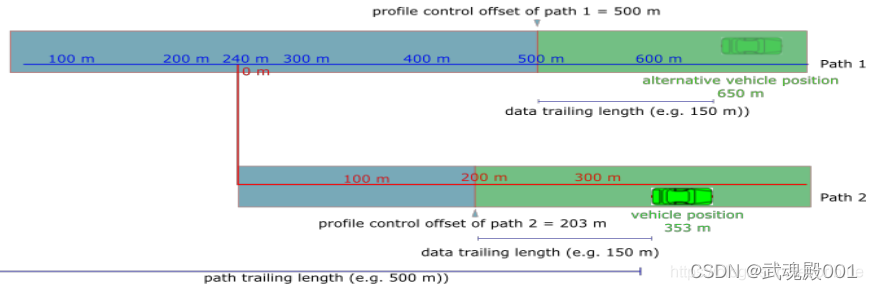 profile control offset of path 1 = 500 m
100 m 200 m 240 m 300 m 400 m 500 m 600 m Path 1
0 m
alternative vehicle position
650 m
data trailing length (e.g. 150 m))
100 m 200 m 300 m
Path 2
vehicle position
353 m
profile control offset of path 2 = 203 m
data trailing length (e.g. 150 m)
path trailing length (e.g. 500 m))
CSDN @武魂殿001